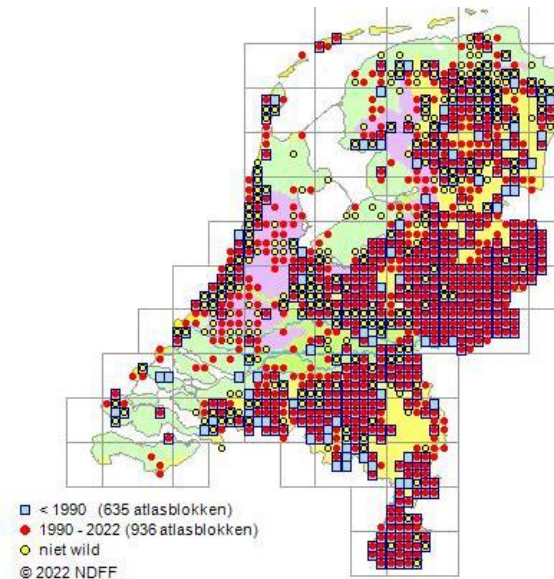 < 1990 (635 atlasblokken)
1990 - 2022 (936 atlasblokken)
niet wild
© 2022 NDFF